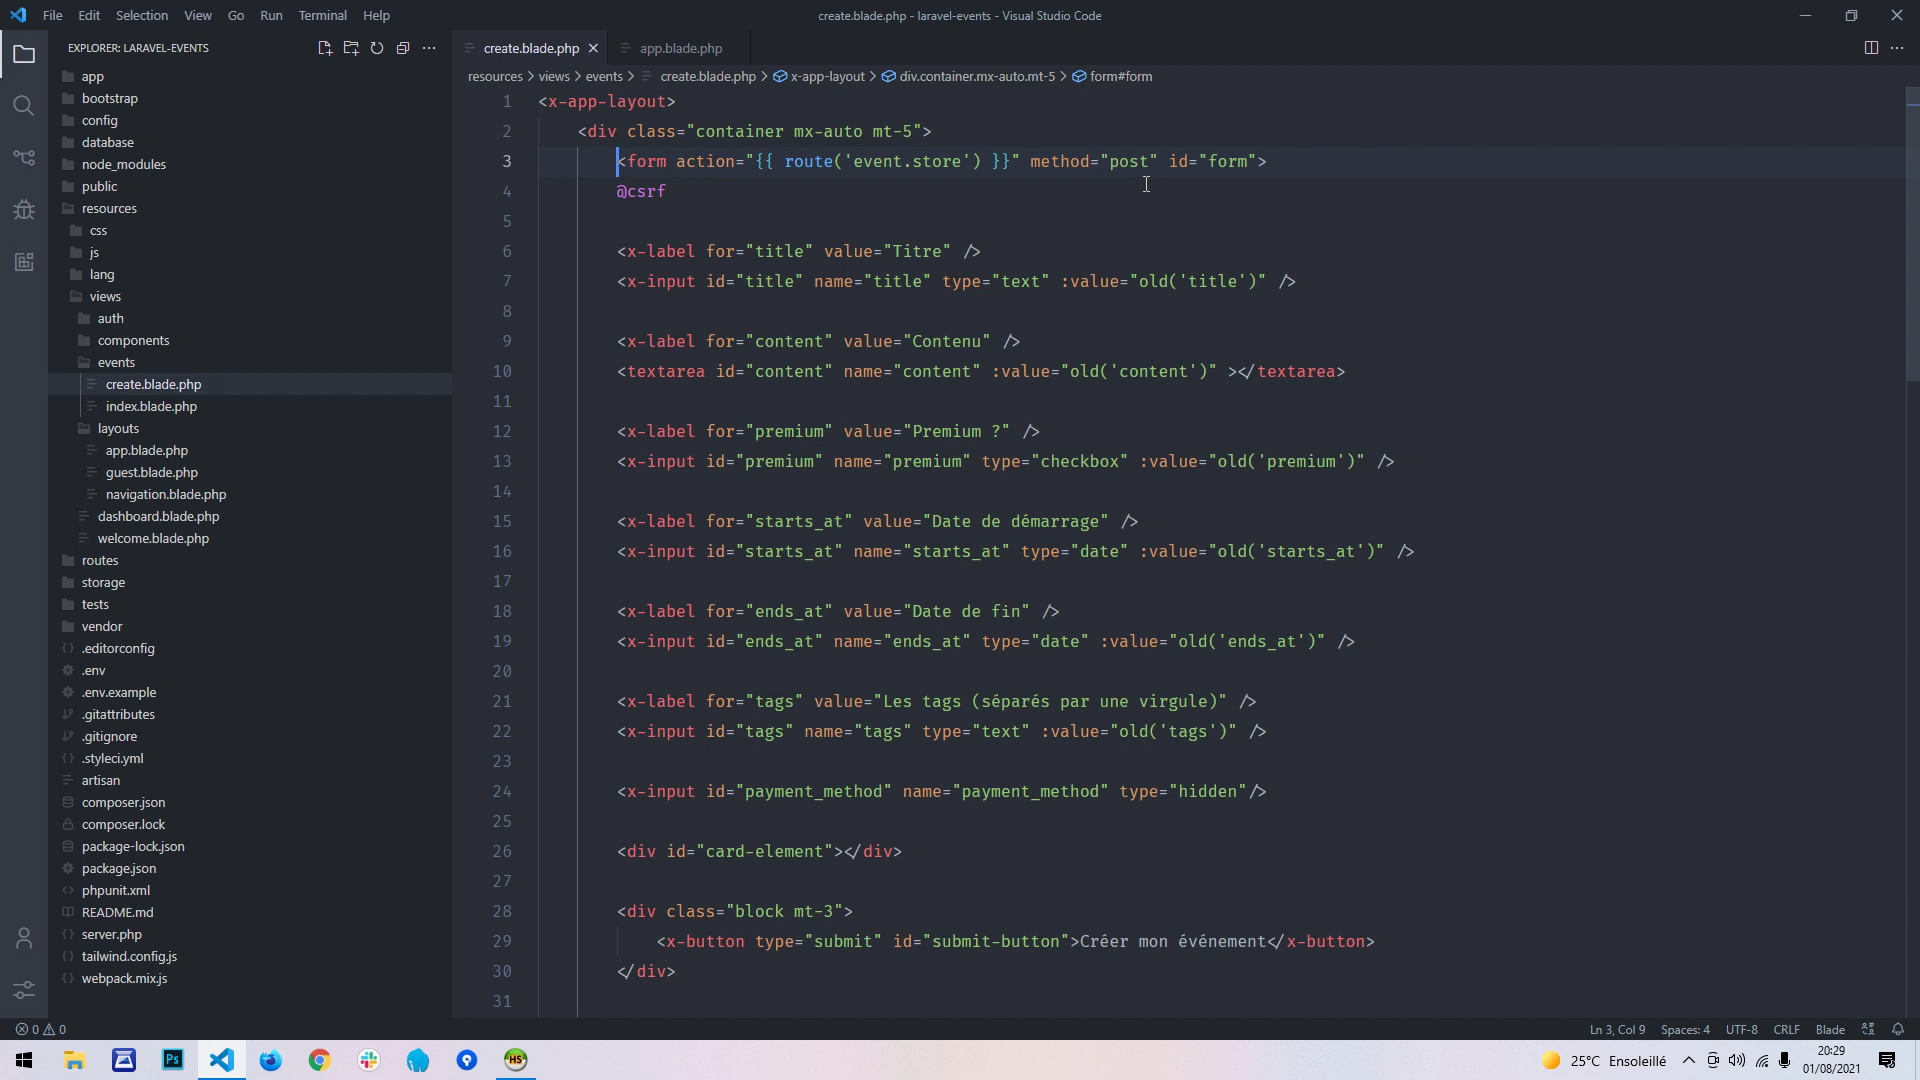 File Edit Selection View Go Run Terminal Help
create.blade.php - laravel-events - Visual Studio Code
EXPLORER: LARAVEL-EVENTS
app
bootstrap
config
database
node_modules
public
resources
css
js
lang
views
auth
components
events
create.blade.php
index.blade.php
layouts
app.blade.php
guest.blade.php
navigation.blade.php
dashboard.blade.php
welcome.blade.php
routes
storage
tests
vendor
.editorconfig
.env
.env.example
.gitattributes
.gitignore
.styleci.yml
artisan
composer.json
composer.lock
package-lock.json
package.json
phpunit.xml
README.md
server.php
tailwind.config.js
webpack.mix.js
create.blade.php app.blade.php
resources > views > events > create.blade.php > x-app-layout > div.container.mx-auto.mt-5 > form#form
1 <x-app-layout>
2 <div class="container mx-auto mt-5">
3 <form action="{{ route('event.store') }}" method="post" id="form">
4 @csrf
5
6 <x-label for="title" value="Titre" />
7 <x-input id="title" name="title" type="text" :value="old('title')" />
8
9 <x-label for="content" value="Contenu" />
10 <textarea id="content" name="content" :value="old('content')" ></textarea>
11
12 <x-label for="premium" value="Premium ?" />
13 <x-input id="premium" name="premium" type="checkbox" :value="old('premium')" />
14
15 <x-label for="starts_at" value="Date de démarrage" />
16 <x-input id="starts_at" name="starts_at" type="date" :value="old('starts_at')" />
17
18 <x-label for="ends_at" value="Date de fin" />
19 <x-input id="ends_at" name="ends_at" type="date" :value="old('ends_at')" />
20
21 <x-label for="tags" value="Les tags (séparés par une virgule)" />
22 <x-input id="tags" name="tags" type="text" :value="old('tags')" />
23
24 <x-input id="payment_method" name="payment_method" type="hidden"/>
25
26 <div id="card-element"></div>
27
28 <div class="block mt-3">
29 <x-button type="submit" id="submit-button">Créer mon événement</x-button>
30 </div>
31
0 0
Ln 3, Col 9 Spaces: 4 UTF-8 CRLF Blade
Ps HS
25°C Ensoleillé
20:29
01/08/2021